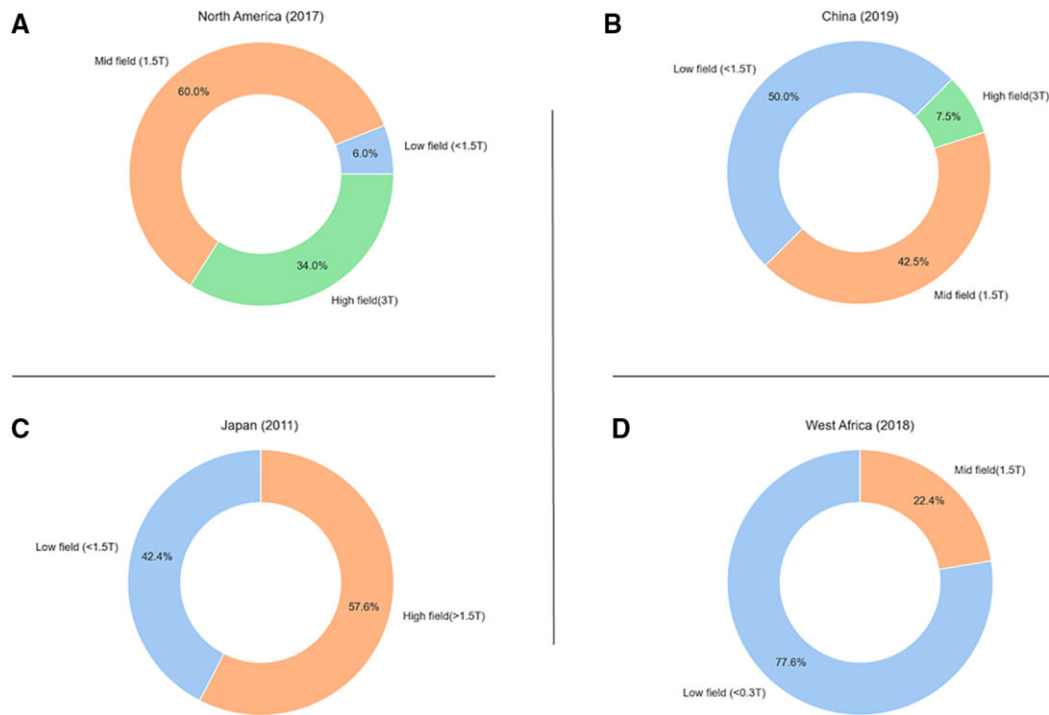 A
North America (2017)
Mid field (1.5T)
60.0%
Low field (<1.5T)
6.0%
34.0%
High field(3T)
B
China (2019)
Low field (<1.5T)
50.0%
High field(3T)
7.5%
42.5%
Mid field (1.5T)
C
Japan (2011)
Low field (<1.5T)
42.4%
57.6%
High field(>1.5T)
D
West Africa (2018)
Mid field(1.5T)
22.4%
77.6%
Low field (<0.3T)